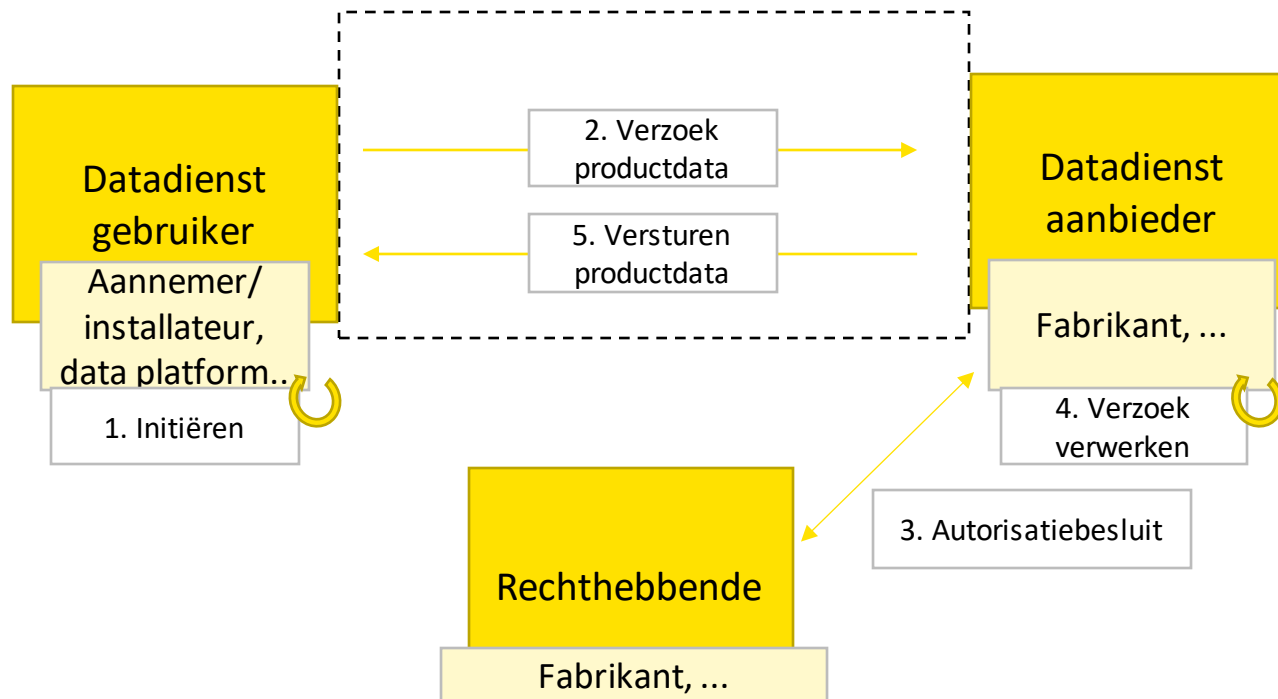 Datadienst
gebruiker
Aannemer/
installateur,
data platform..
1. Initiëren
2. Verzoek
productdata
5. Versturen
productdata
Datadienst
aanbieder
Fabrikant, ...
4. Verzoek
verwerken
3. Autorisatiebesluit
Rechthebbende
Fabrikant, ...